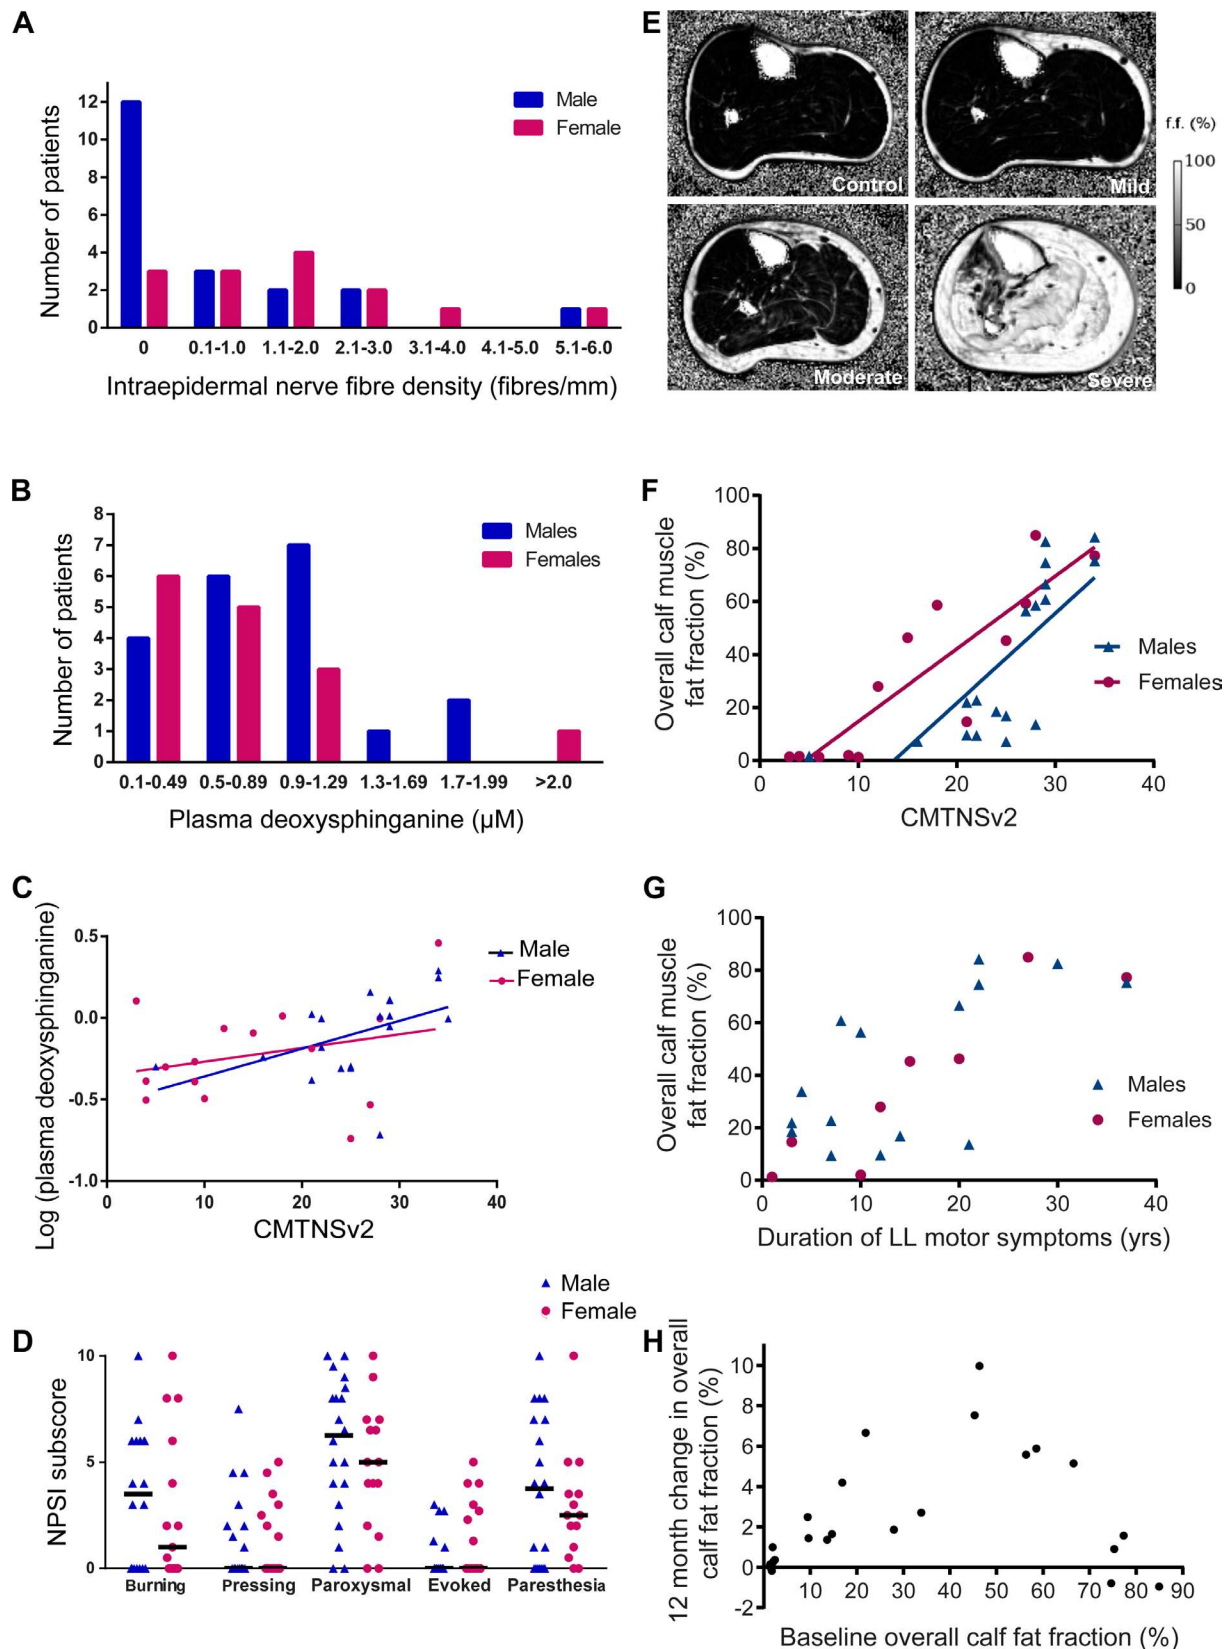 A
Number of patients
12
10
8
6
4
2
0
Male
Female
0 0.1-1.0 1.1-2.0 2.1-3.0 3.1-4.0 4.1-5.0 5.1-6.0
Intraepidermal nerve fibre density (fibres/mm)
B
Number of patients
8
7
6
5
4
3
2
1
0
Males
Females
0.1-0.49 0.5-0.89 0.9-1.29 1.3-1.69 1.7-1.99 >2.0
Plasma deoxysphinganine (µM)
C
Log (plasma deoxysphinganine)
0.5
0.0
-0.5
-1.0
Male
Female
0 10 20 30 40
CMTNSv2
Male
Female
D
NPSI subscore
10
5
0
Burning Pressing Paroxysmal Evoked Paresthesia
E
Control
Mild
Moderate
Severe
f.f. (%)
100
50
0
F
Overall calf muscle
fat fraction (%)
100
80
60
40
20
0
Males
Females
0 10 20 30 40
CMTNSv2
G
Overall calf muscle
fat fraction (%)
100
80
60
40
20
0
Males
Females
0 10 20 30 40
Duration of LL motor symptoms (yrs)
H
12 month change in overall
calf fat fraction (%)
10
8
6
4
2
0
-2
10 20 30 40 50 60 70 80 90
Baseline overall calf fat fraction (%)